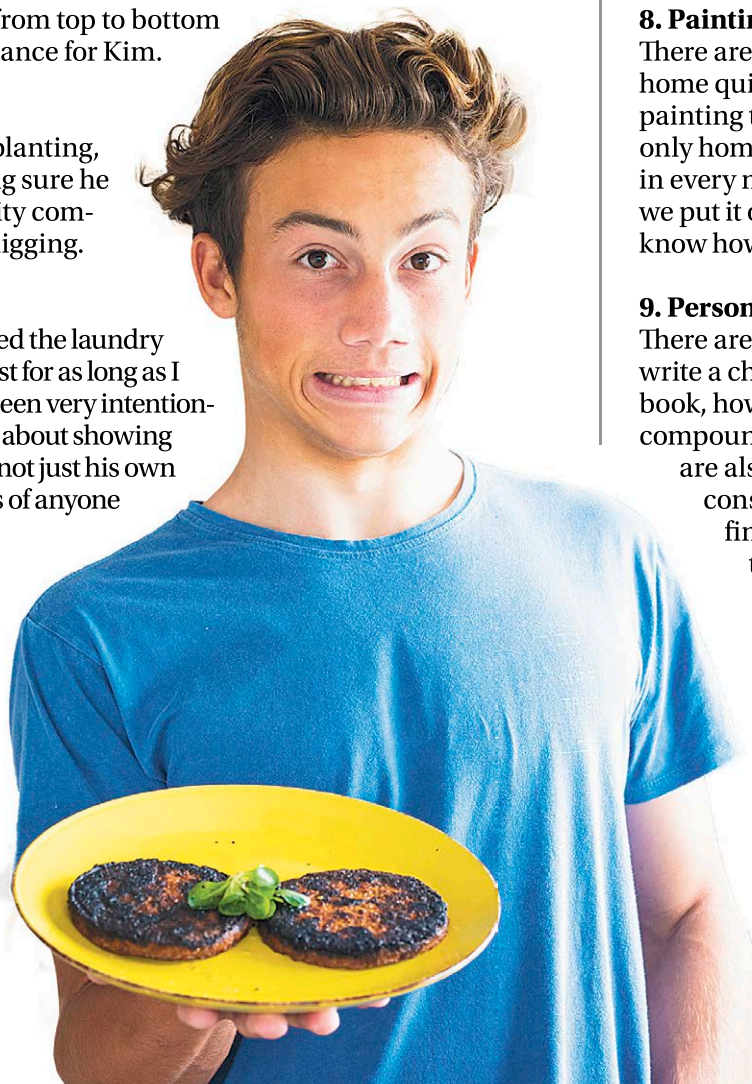 from top to bottom
ance for Kim.
planting,
g sure he
ity com-
igging.
ed the laundry
st for as long as I
een very intention-
about showing
not just his own
s of anyone
8. Paintin
There are
home qui
painting t
only hom
in every n
we put it o
know how
9. Person
There are
write a ch
book, how
compoun
are als
cons
fin
t